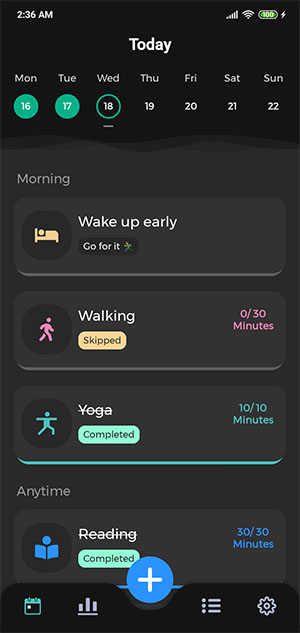 2:36 AM
100
Today
Mon Tue Wed Thu Fri Sat Sun
16 17 18 19 20 21 22
Morning
Wake up early
Go for it
Walking
Skipped
0/30
Minutes
Yoga
Completed
10/10
Minutes
Anytime
Reading
Completed
30/30
Minutes